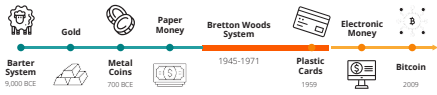 Barter
System
9,000 BCE
Gold
Metal
Coins
700 BCE
Paper
Money
Bretton Woods
System
1945-1971
Plastic
Cards
1959
Electronic
Money
Bitcoin
2009